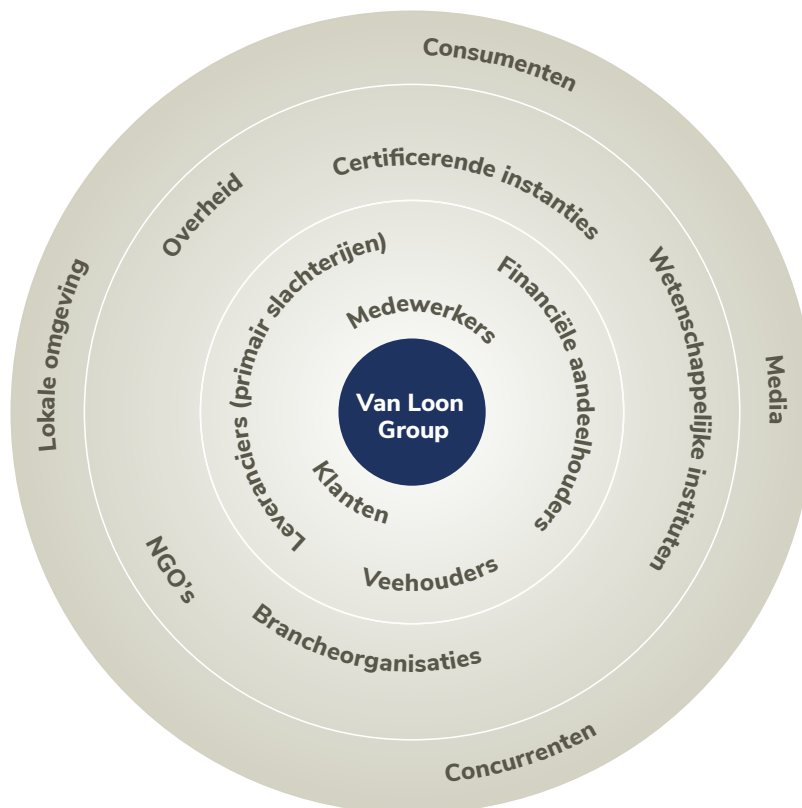 Consumenten
Certificerende instanties
Overheid
Wetenschappelijke instituten
Lokale omgeving
Leveranciers (primair slachterijen)
Financiële aandeelhouders
Medewerkers
Media
Van Loon
Group
Klanten
Veehouders
NGO's
Brancheorganisaties
Concurrenten